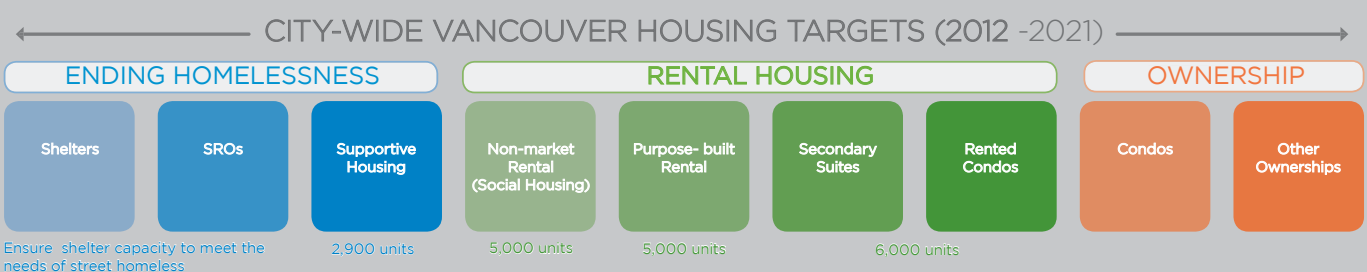 CITY-WIDE VANCOUVER HOUSING TARGETS (2012 -2021)
ENDING HOMELESSNESS
RENTAL HOUSING
OWNERSHIP
Shelters
SROs
Supportive
Housing
Non-market
Rental
(Social Housing)
Purpose- built
Rental
Secondary
Suites
Rented
Condos
Condos
Other
Ownerships
Ensure shelter capacity to meet the
needs of street homeless
2,900 units
5,000 units
5,000 units
6,000 units